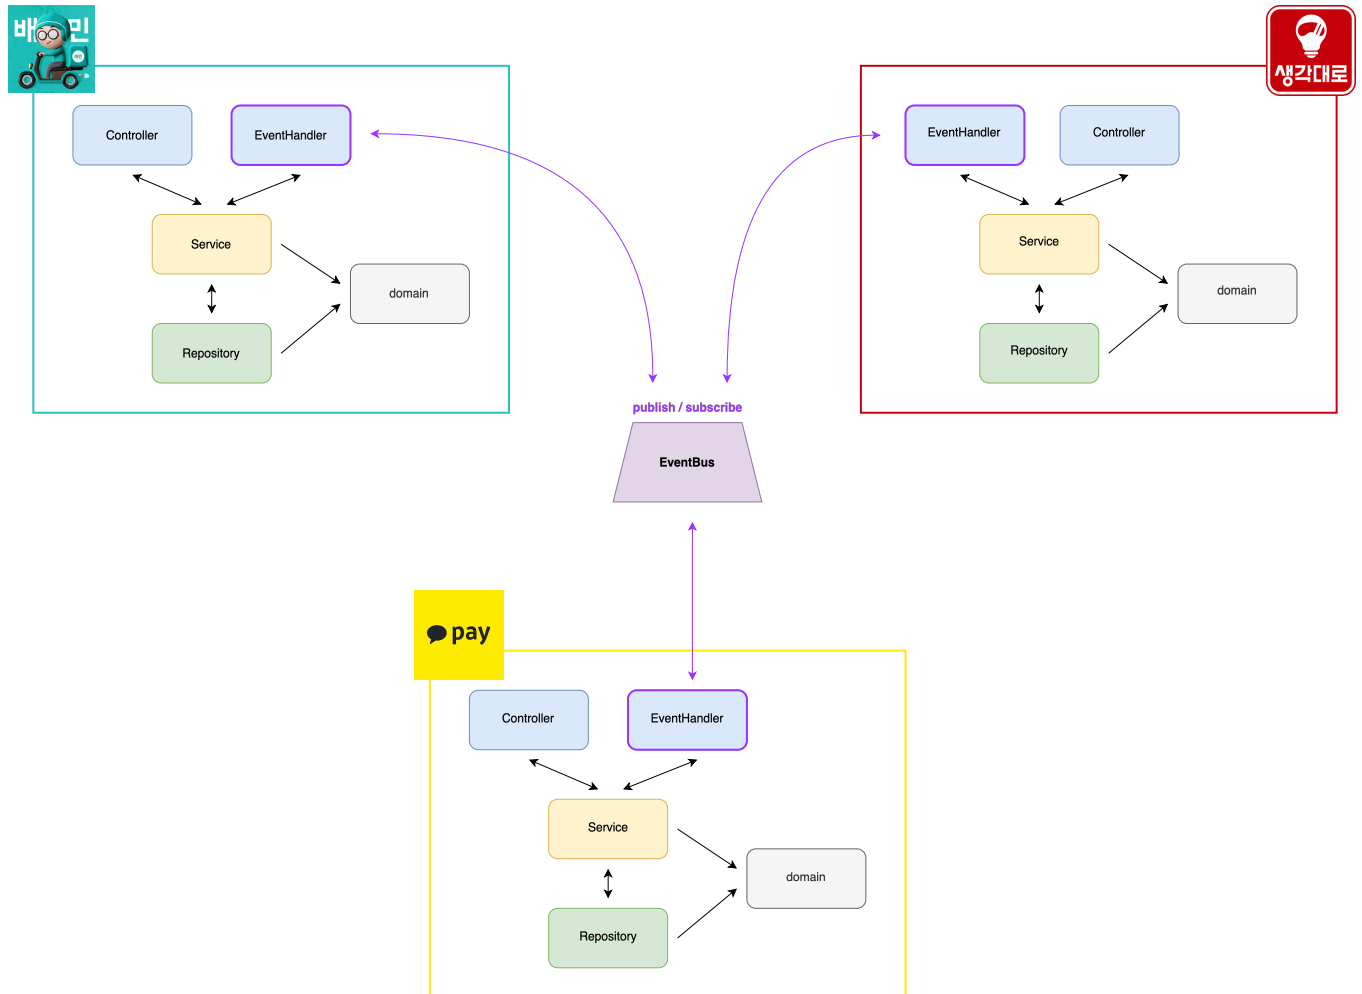 배민
Controller
EventHandler
Service
domain
Repository
생각대로
EventHandler
Controller
Service
domain
Repository
publish / subscribe
EventBus
pay
Controller
EventHandler
Service
domain
Repository